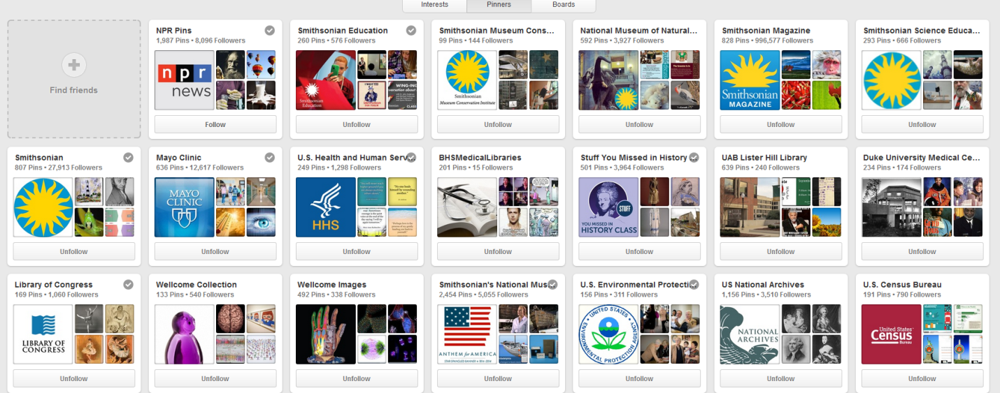 Interests Pinners Boards
Find friends
NPR Pins
1,987 Pins • 8,096 Followers
npr
news
Follow
Smithsonian Education
260 Pins • 576 Followers
Smithsonian
Education
I WANT YOU
WING-ING
CLASS
Unfollow
Smithsonian Museum Cons...
99 Pins • 144 Followers
Smithsonian
Museum Conservation Institute
Unfollow
National Museum of Natural...
592 Pins • 3,927 Followers
Unfollow
Smithsonian Magazine
828 Pins • 996,577 Followers
Smithsonian
MAGAZINE
Unfollow
Smithsonian Science Educa...
293 Pins • 666 Followers
Unfollow
Smithsonian
807 Pins • 27,913 Followers
Unfollow
Mayo Clinic
636 Pins • 12,617 Followers
MAYO
CLINIC
Unfollow
U.S. Health and Human Serv...
249 Pins • 1,298 Followers
HHS
Unfollow
BHSMedicalLibraries
201 Pins • 15 Followers
Unfollow
Stuff You Missed in History
501 Pins • 3,964 Followers
STUFF
YOU MISSED IN
HISTORY CLASS
Unfollow
UAB Lister Hill Library
639 Pins • 240 Followers
Unfollow
Duke University Medical Ce...
234 Pins • 174 Followers
Unfollow
Library of Congress
169 Pins • 1,060 Followers
LIBRARY OF
CONGRESS
Unfollow
Wellcome Collection
133 Pins • 540 Followers
Unfollow
Wellcome Images
492 Pins • 338 Followers
Unfollow
Smithsonian's National Mus...
2,454 Pins • 5,055 Followers
ANTHEM for AMERICA
Unfollow
U.S. Environmental Protecti...
156 Pins • 311 Followers
UNITED STATES
ENVIRONMENTAL PROTECTION AGENCY
Unfollow
US National Archives
1,156 Pins • 3,510 Followers
NATIONAL
ARCHIVES
Unfollow
U.S. Census Bureau
191 Pins • 790 Followers
United States
Census
Bureau
Unfollow